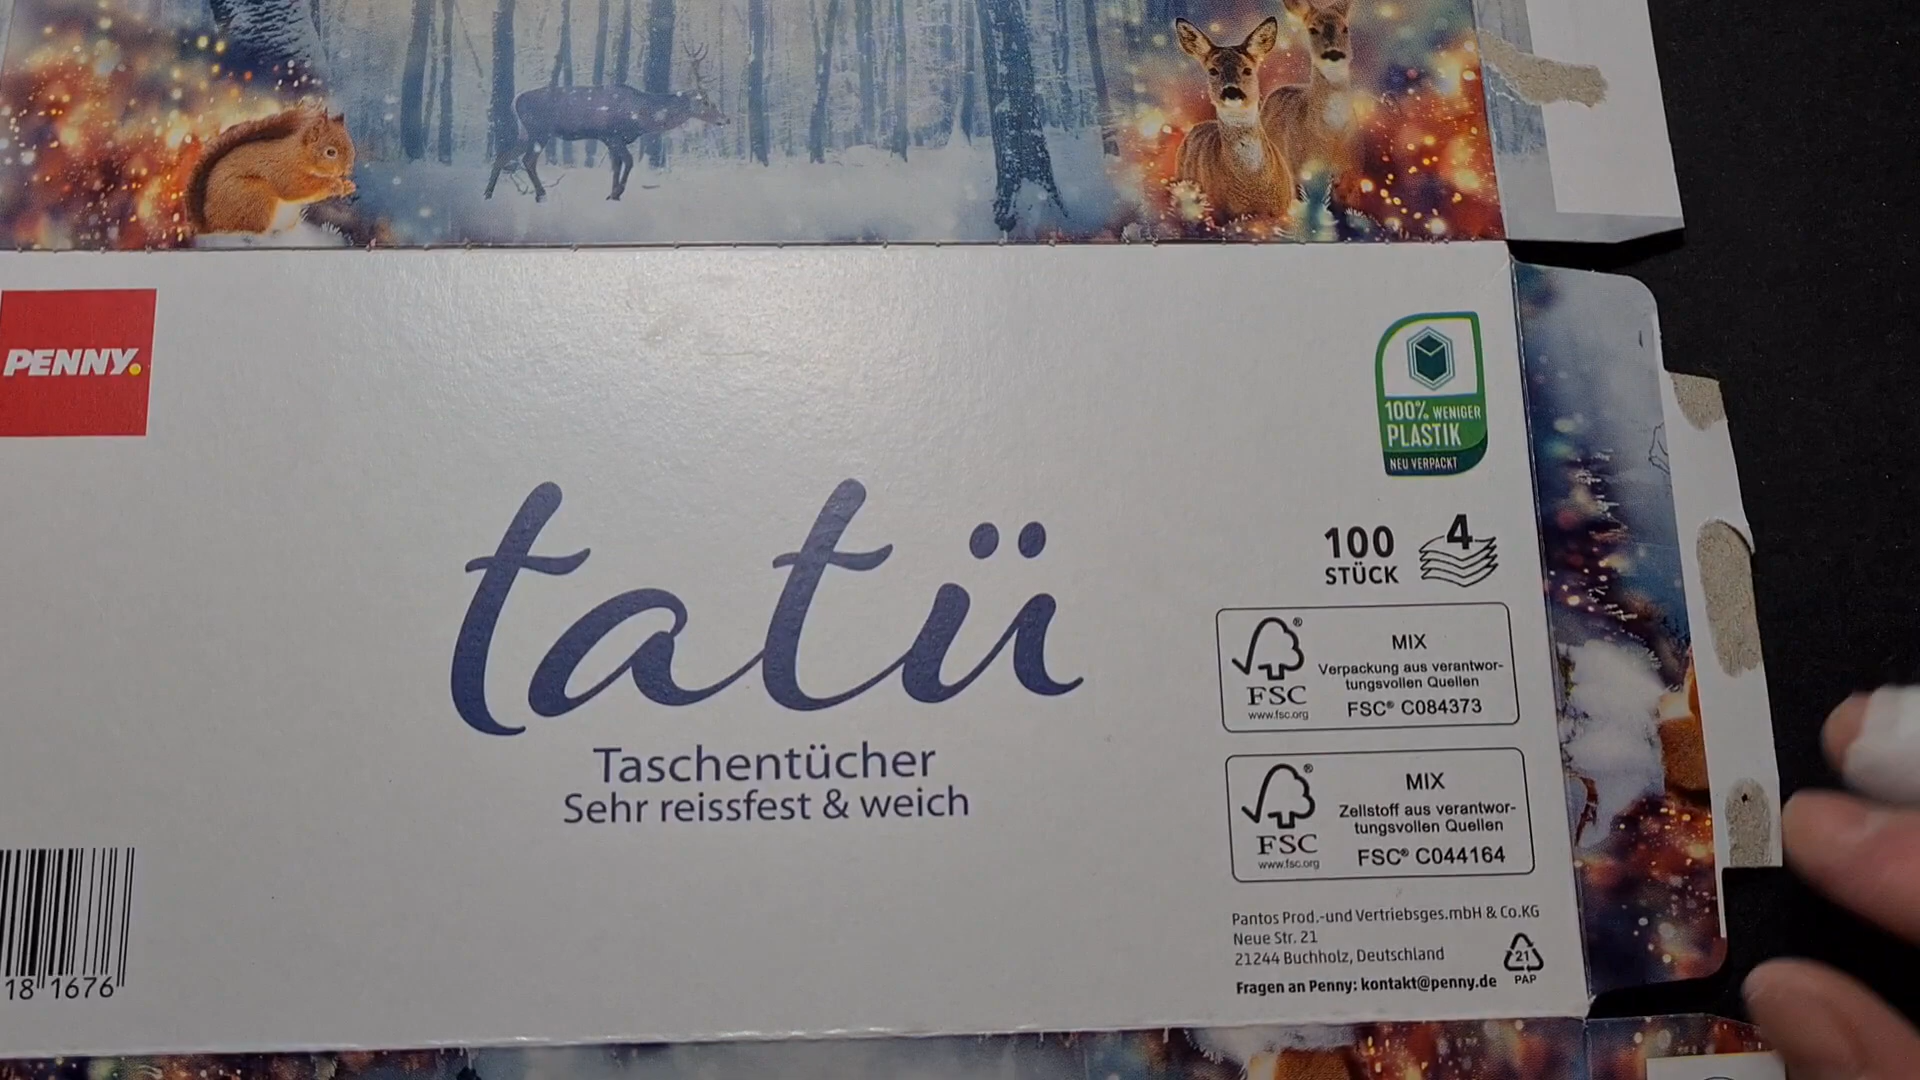 PENNY.
100% WENIGER
PLASTIK
NEU VERPACKT
tatü
Taschentücher
Sehr reissfest & weich
100
STÜCK
4
FSC®
www.fsc.org
MIX
Verpackung aus verantwor-
tungsvollen Quellen
FSC® C084373
FSC®
www.fsc.org
MIX
Zellstoff aus verantwor-
tungsvollen Quellen
FSC® C044164
Pantos Prod.-und Vertriebsges.mbH & Co.KG
Neue Str. 21
21244 Buchholz, Deutschland
Fragen an Penny: kontakt@penny.de
21
PAP
18 1676